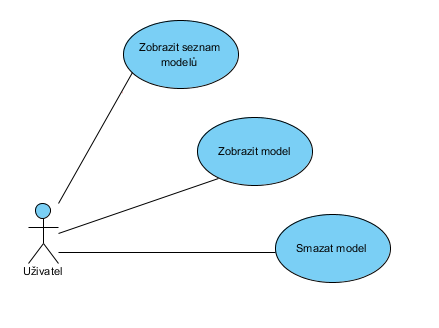 Zobrazit seznam
modelů
Zobrazit model
Smazat model
Uživatel